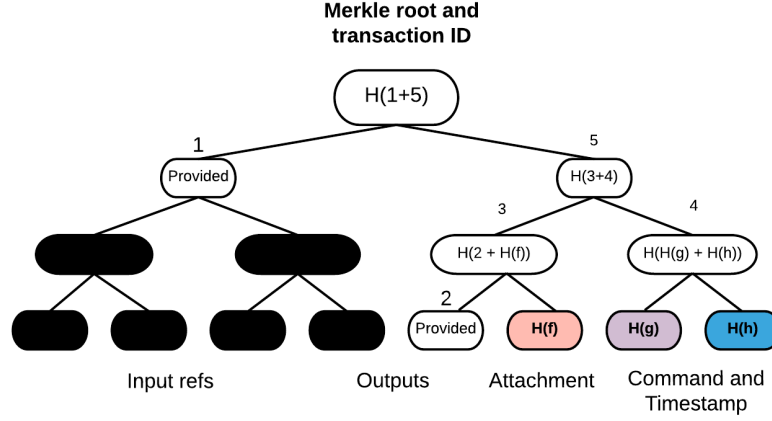 Merkle root and
transaction ID
H(1+5)
1
5
Provided
H(3+4)
3
4
H(2 + H(f))
H(H(g) + H(h))
2
Provided
H(f)
H(g)
H(h)
Input refs
Outputs
Attachment
Command and
Timestamp